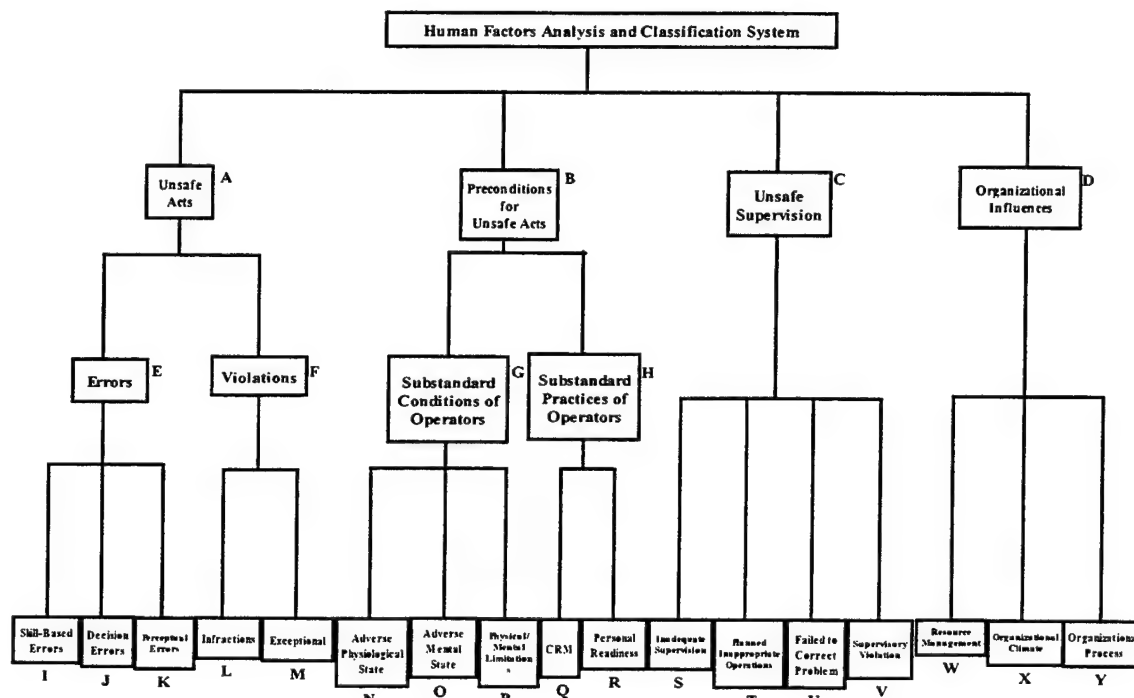 Human Factors Analysis and Classification System
A
Unsafe
Acts
B
Preconditions
for
Unsafe Acts
C
Unsafe
Supervision
D
Organizational
Influences
E
Errors
F
Violations
G
Substandard
Conditions of
Operators
H
Substandard
Practices of
Operators
Skill-Based
Errors
I
Decision
Errors
J
Perceptual
Errors
K
Infractions
L
Exceptional
M
Adverse
Physiological
State
N
Adverse
Mental
State
O
Physical/
Mental
Limitation
s
P
CRM
Q
Personal
Readiness
R
Inadequate
Supervision
S
Planned
Inappropriate
Operations
T
Failed to
Correct
Problem
U
Supervisory
Violation
V
Resource
Management
W
Organizational
Climate
X
Organizational
Process
Y